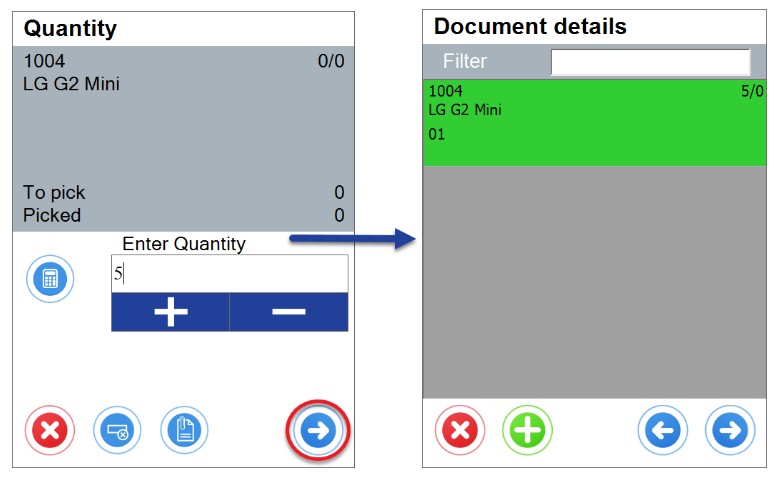 Quantity
1004 0/0
LG G2 Mini
To pick 0
Picked 0
Enter Quantity
5
Document details
Filter
1004 5/0
LG G2 Mini
01